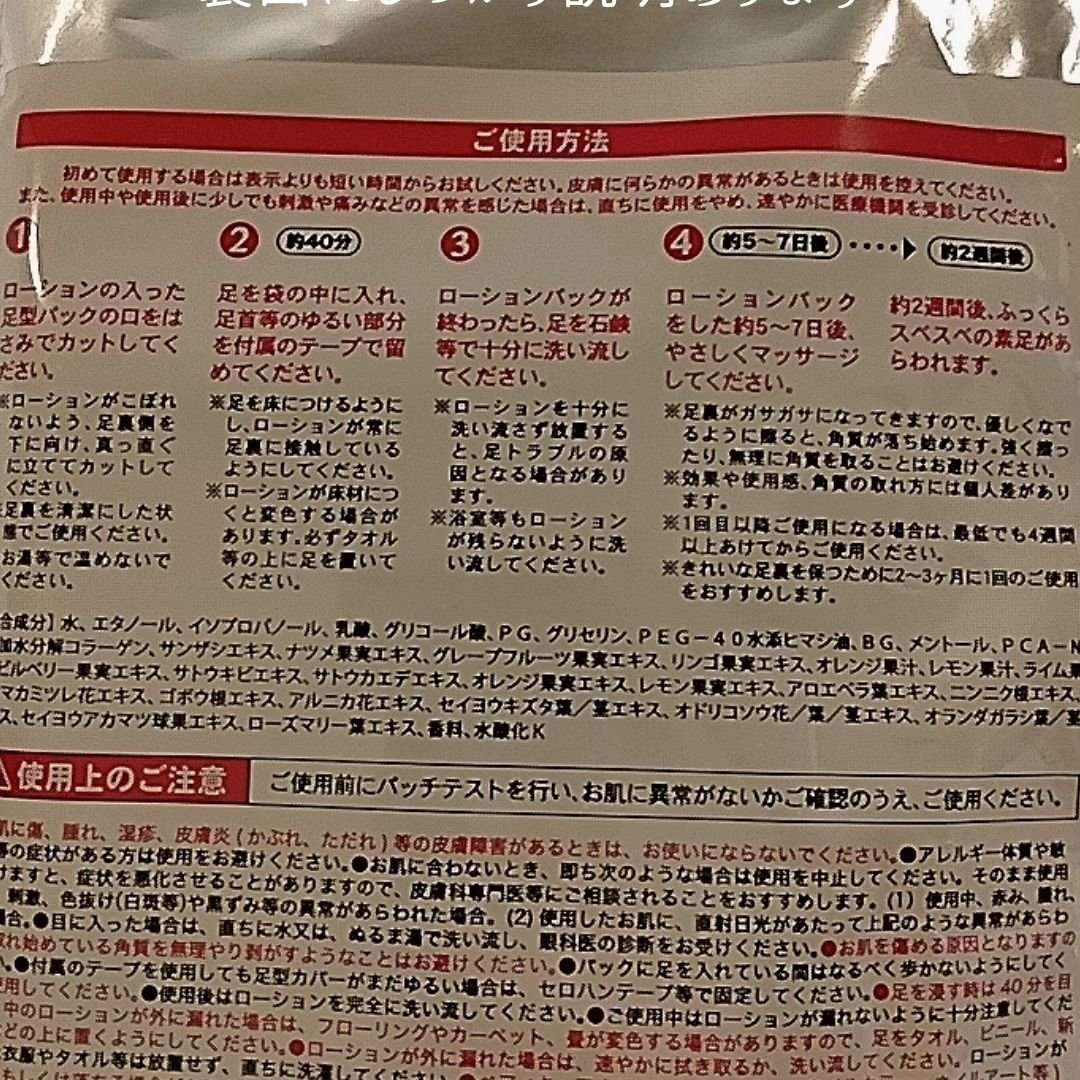 裏面にしっかり説明あります
ご使用方法
初めて使用する場合は表示よりも短い時間からお試しください。皮膚に何らかの異常があるときは使用を控えてください。
また、使用中や使用後に少しでも刺激や痛みなどの異常を感じた場合は、直ちに使用をやめ、速やかに医療機関を受診してください。
1
ローションの入った
足型パックの口をは
さみでカットしてく
ださい。
※ローションがこぼれ
ないよう、足裏側を
下に向け、真っ直ぐ
に立ててカットして
ください。
※足裏を清潔にした状
態でご使用ください。
お湯等で温めないで
ください。
2 約40分
足を袋の中に入れ、
足首等のゆるい部分
を付属のテープで留
めてください。
※足を床につけるように
し、ローションが常に
足裏に接触している
ようにしてください。
※ローションが床材につ
くと変色する場合が
あります。必ずタオル
等の上に足を置いて
ください。
3
ローションパックが
終わったら、足を石鹸
等で十分に洗い流し
てください。
※ローションを十分に
洗い流さず放置する
と、足トラブルの原
因となる場合があり
ます。
※浴室等もローション
が残らないように洗
い流してください。
4 約5〜7日後 ····▶ 約2週間後
ローションパック
をした約5〜7日後、
やさしくマッサージ
してください。
約2週間後、ふっくら
スベスベの素足があ
らわれます。
※足裏がガサガサになってきますので、優しくなで
るように擦ると、角質が落ち始めます。強く擦っ
たり、無理に角質を取ることはお避けください。
※効果や使用感、角質の取れ方には個人差があり
ます。
※1回目以降ご使用になる場合は、最低でも4週間
以上あけてからご使用ください。
※きれいな足裏を保つために2〜3ヶ月に1回のご使用
をおすすめします。
合成分】水、エタノール、イソプロパノール、乳酸、グリコール酸、PG、グリセリン、PEG－40水添ヒマシ油、BG、メントール、PCA－N
加水分解コラーゲン、サンザシエキス、ナツメ果実エキス、グレープフルーツ果実エキス、リンゴ果実エキス、オレンジ果汁、レモン果汁、ライム果
ビルベリー果実エキス、サトウキビエキス、サトウカエデエキス、オレンジ果実エキス、レモン果実エキス、アロエベラ葉エキス、ニンニク根エキス、
マカミツレ花エキス、ゴボウ根エキス、アルニカ花エキス、セイヨウキズタ葉／茎エキス、オドリコソウ花／葉／茎エキス、オランダガラシ葉／茎
ス、セイヨウアカマツ球果エキス、ローズマリー葉エキス、香料、水酸化K
使用上のご注意 ご使用前にパッチテストを行い、お肌に異常がないかご確認のうえ、ご使用ください。
肌に傷、腫れ、湿疹、皮膚炎(かぶれ、ただれ)等の皮膚障害があるときは、お使いにならないでください。●アレルギー体質や敏
等の症状がある方は使用をお避けください。●お肌に合わないとき、即ち次のような場合は使用を中止してください。そのまま使用
けますと、症状を悪化させることがありますので、皮膚科専門医等にご相談されることをおすすめします。(1) 使用中、赤み、腫れ、
刺激、色抜け(白斑等)や黒ずみ等の異常があらわれた場合。(2) 使用したお肌に、直射日光があたって上記のような異常があらわ
場合。●目に入った場合は、直ちに水又は、ぬるま湯で洗い流し、眼科医の診断をお受けください。●お肌を傷める原因となりますの
取れ始めている角質を無理やり剥がすようなことはお避けください。●パックに足を入れている間はなるべく歩かないようにしてく
い。●付属のテープを使用しても足型カバーがまだゆるい場合は、セロハンテープ等で固定してください。●足を浸す時は40分を目
使用してください。●使用後はローションを完全に洗い流してください。●ご使用中はローションが漏れないように十分注意してくだ
中のローションが外に漏れた場合は、フローリングやカーペット、畳が変色する場合がありますので、足をタオル、ビニール、新
どの上に置くようにしてください。●ローションが外に漏れた場合は、速やかに拭き取るか、洗い流してください。ローションが
衣服やタオル等は放置せず、直ちに洗濯してください。